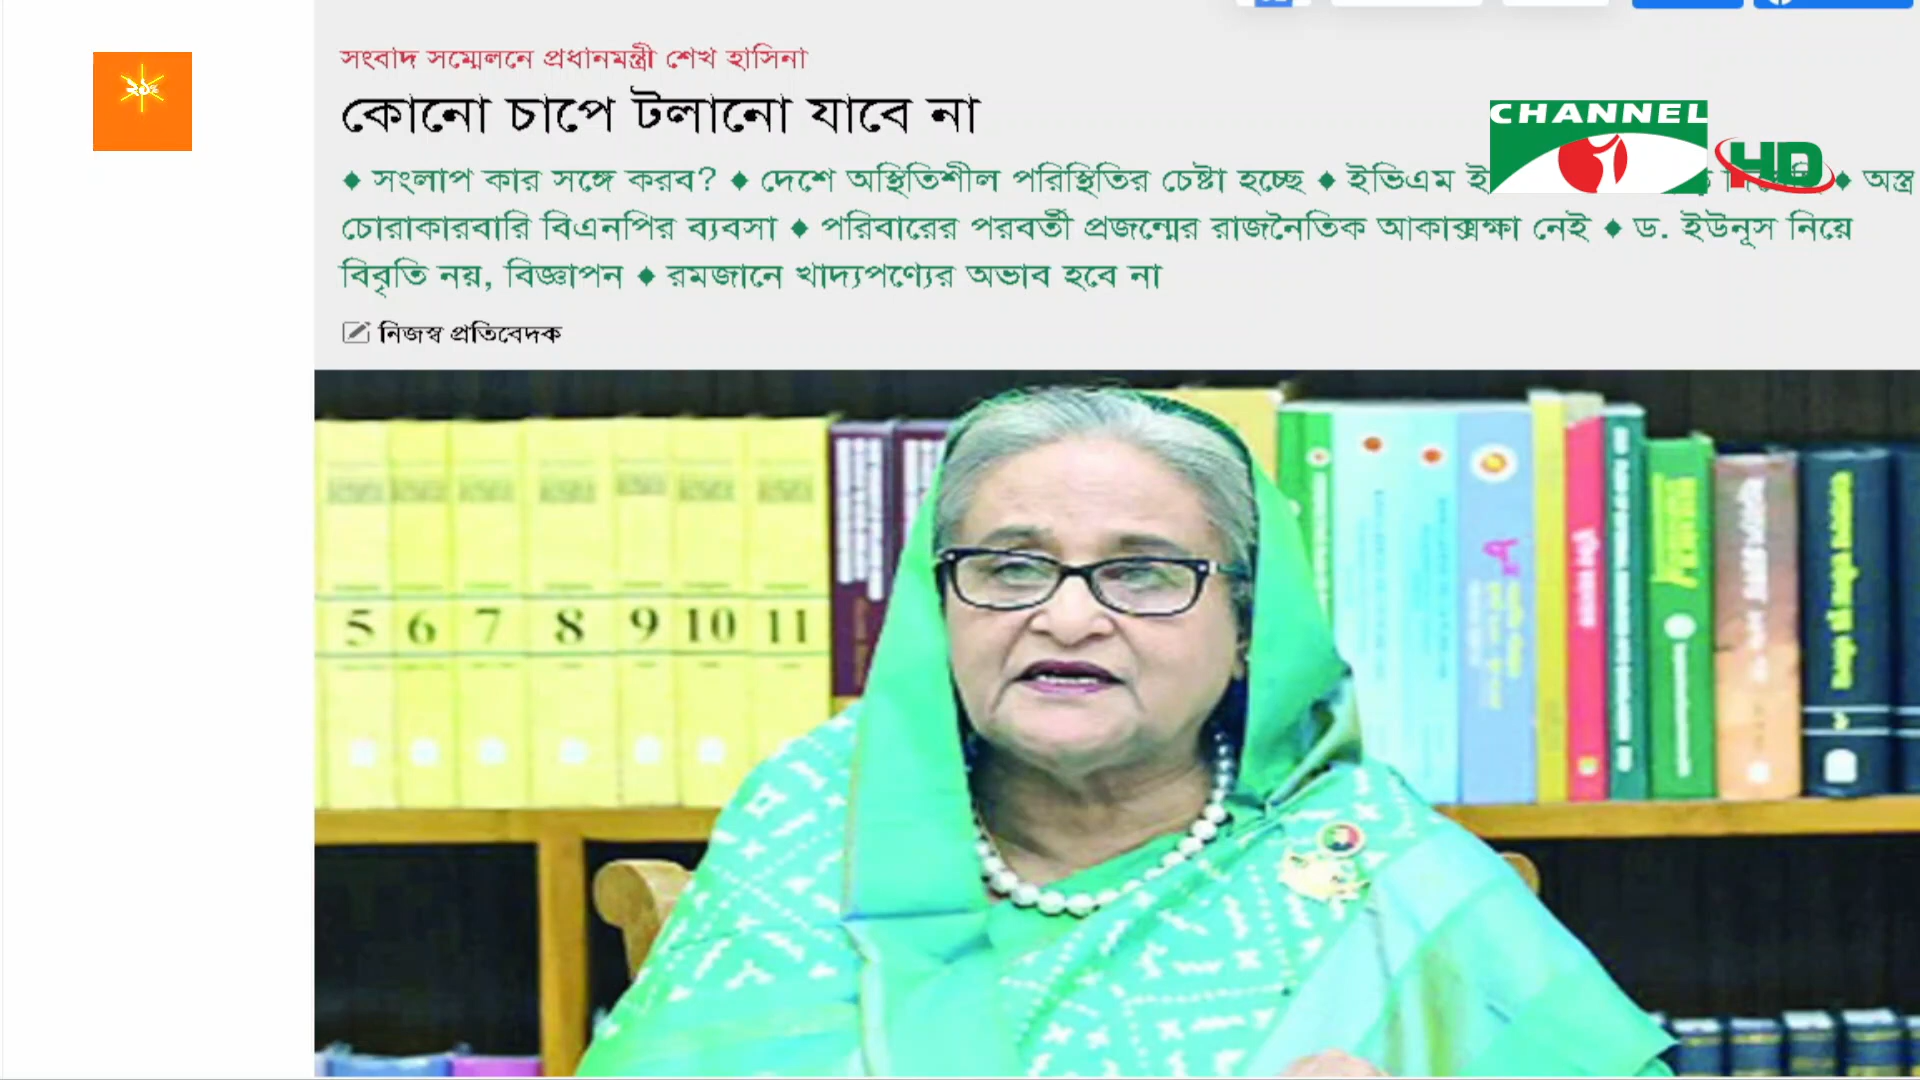 সংবাদ সম্মেলনে প্রধানমন্ত্রী শেখ হাসিনা
কোনো চাপে টলানো যাবে না
♦ সংলাপ কার সঙ্গে করব? ♦ দেশে অস্থিতিশীল পরিস্থিতির চেষ্টা হচ্ছে ♦ ইভিএম ♦ অস্ত্র
চোরাকারবারি বিএনপির ব্যবসা ♦ পরিবারের পরবর্তী প্রজন্মের রাজনৈতিক আকাক্সক্ষা নেই ♦ ড. ইউনূস নিয়ে
বিবৃতি নয়, বিজ্ঞাপন ♦ রমজানে খাদ্যপণ্যের অভাব হবে না
নিজস্ব প্রতিবেদক
CHANNEL
HD
5 6 7 8 9 10 11